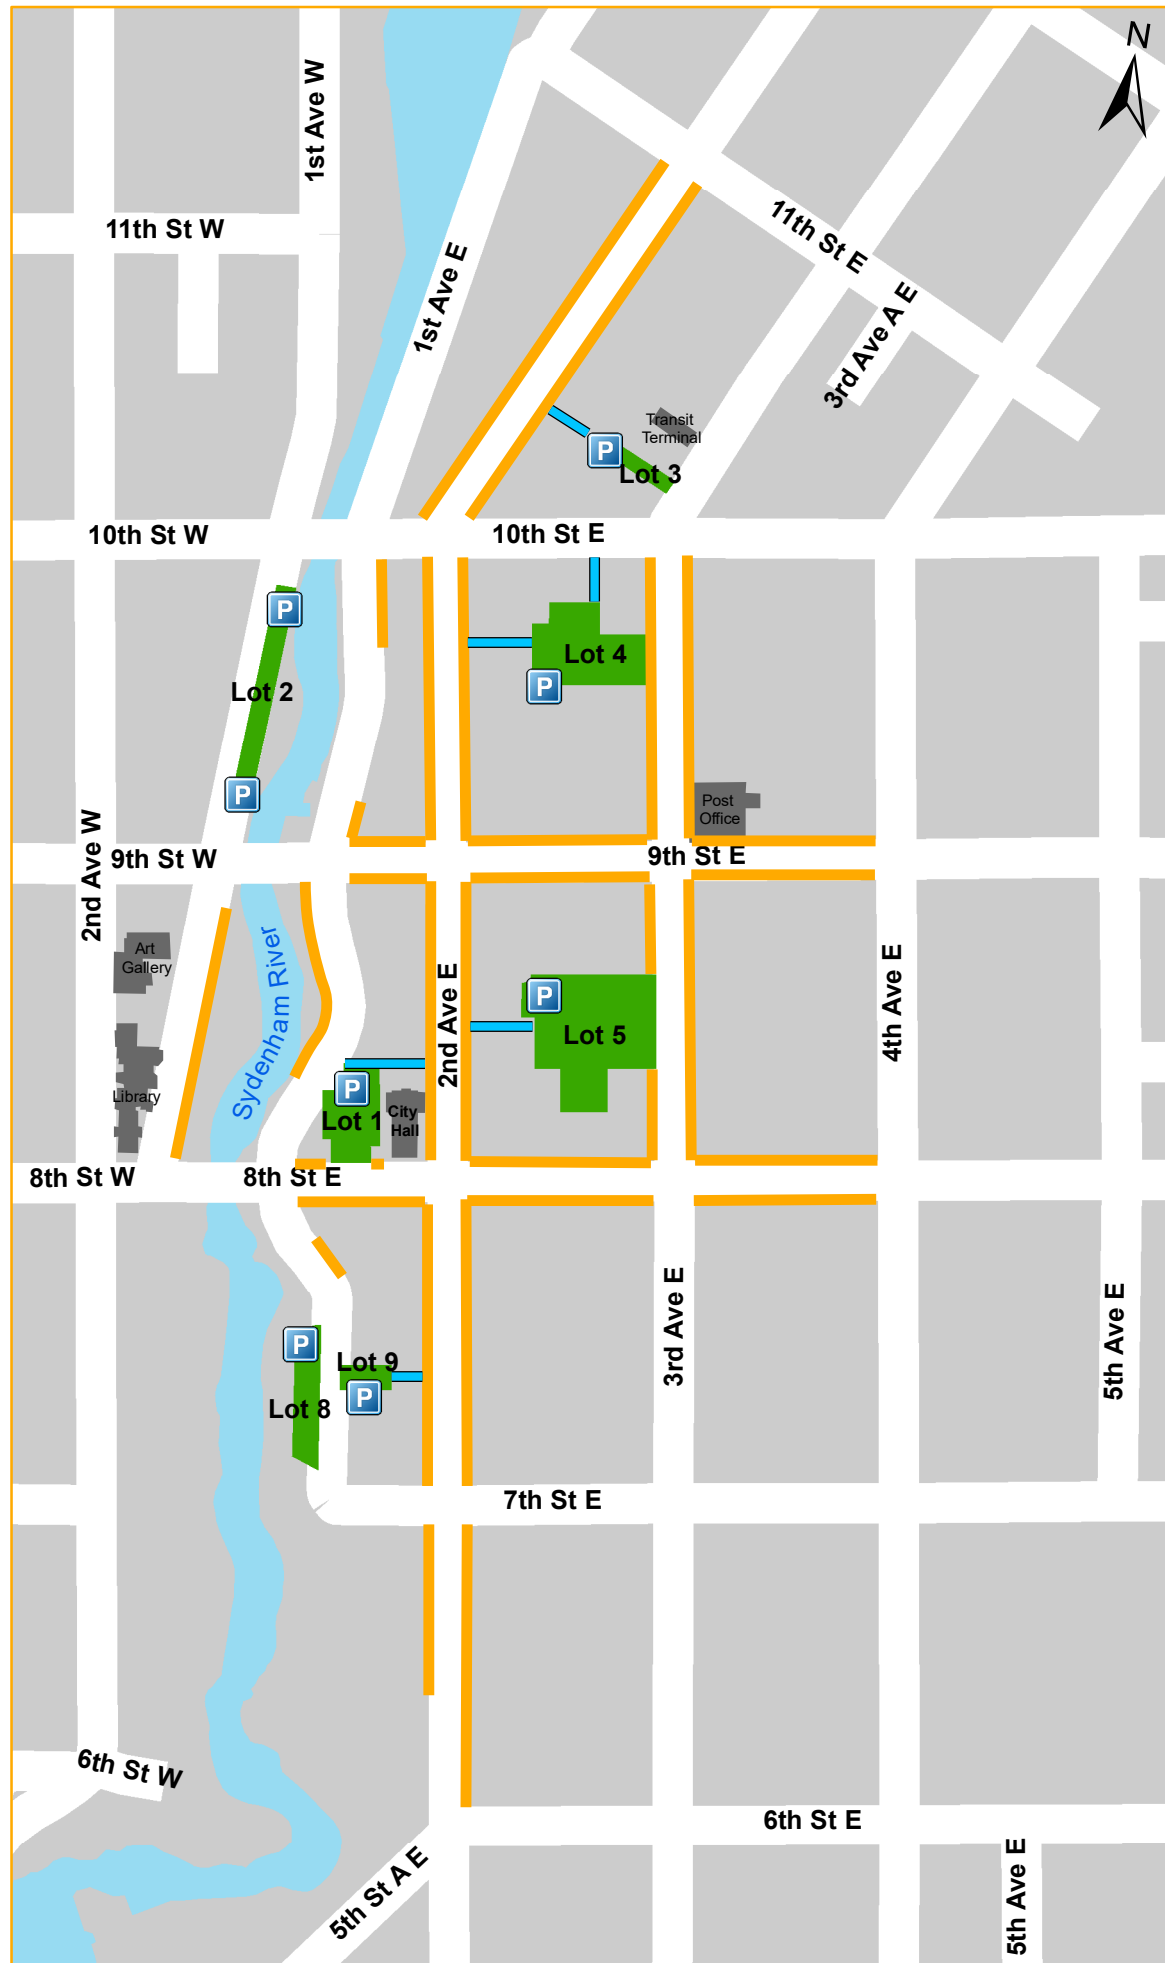 N
1st Ave W
11th St W
11th St E
1st Ave E
3rd Ave A E
Transit
Terminal
P
Lot 3
10th St W
10th St E
P
Lot 4
Lot 2
P
P
Post
Office
2nd Ave W
9th St W
9th St E
Art
Gallery
Sydenham River
2nd Ave E
4th Ave E
P
Lot 5
Library
P
Lot 1
City
Hall
8th St W
8th St E
3rd Ave E
5th Ave E
P
Lot 9
P
Lot 8
7th St E
6th St W
6th St E
5th St A E
5th Ave E